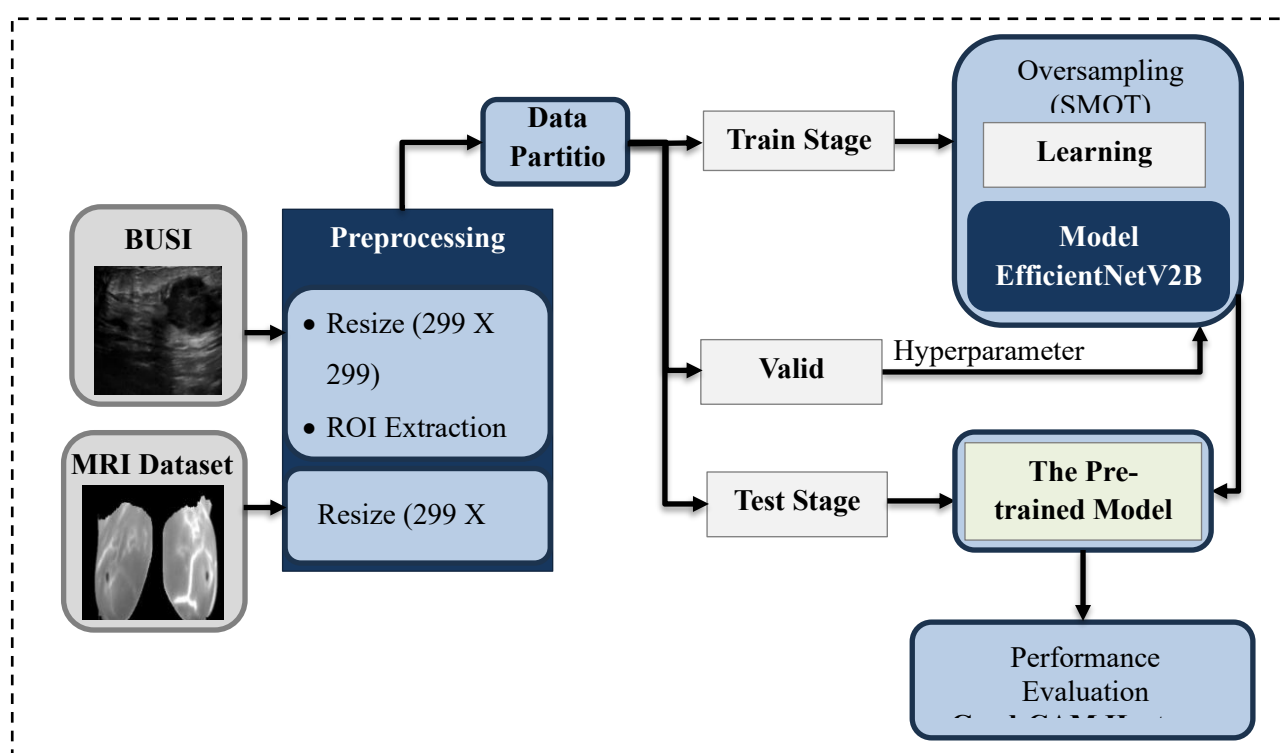 BUSI
MRI Dataset
Preprocessing
• Resize (299 X
299)
• ROI Extraction
Resize (299 X
Data
Partitio
Train Stage
Valid
Test Stage
Hyperparameter
Oversampling
(SMOT)
Learning
Model
EfficientNetV2B
The Pre-
trained Model
Performance
Evaluation